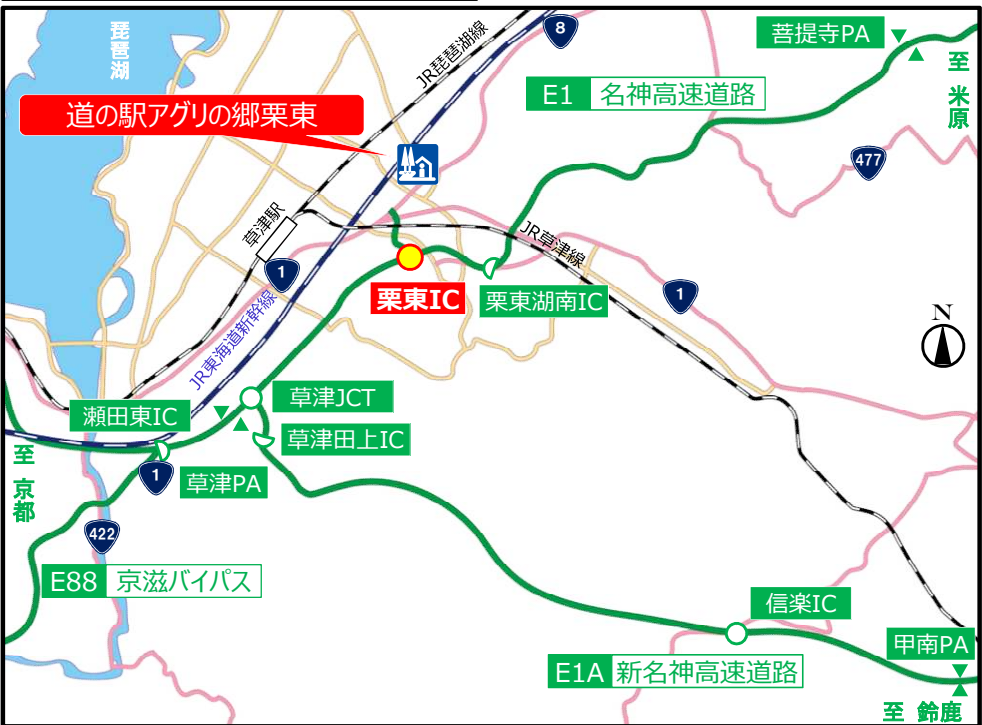 琵琶湖
JR琵琶湖線
8
菩提寺PA
至 米原
E1 名神高速道路
道の駅アグリの郷栗東
477
草津駅
JR草津線
1
栗東IC
栗東湖南IC
1
N
JR東海道新幹線
瀬田東IC
草津JCT
草津田上IC
至 京都
1
草津PA
422
E88 京滋バイパス
信楽IC
甲南PA
E1A 新名神高速道路
至 鈴鹿